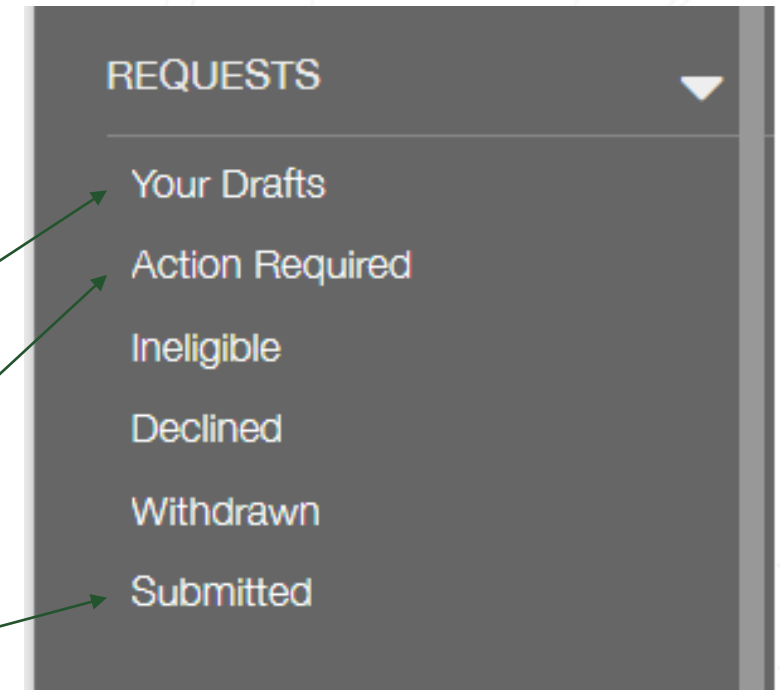 REQUESTS
Your Drafts
Action Required
Ineligible
Declined
Withdrawn
Submitted